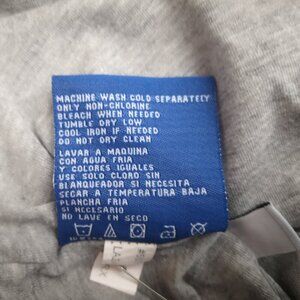 MACHINE WASH COLD SEPARATELY
ONLY NON-CHLORINE
BLEACH WHEN NEEDED
TUMBLE DRY LOW
COOL IRON IF NEEDED
DO NOT DRY CLEAN
LAVAR A MAQUINA
CON AGUA FRIA
Y COLORES IGUALES
USE SOLO CLORO SIN
BLANQUEADOR SI NECESITA
SECAR A TEMPERATURA BAJA
PLANCHA FRIA
SI NECESARIO
NO LAVE EN SECO